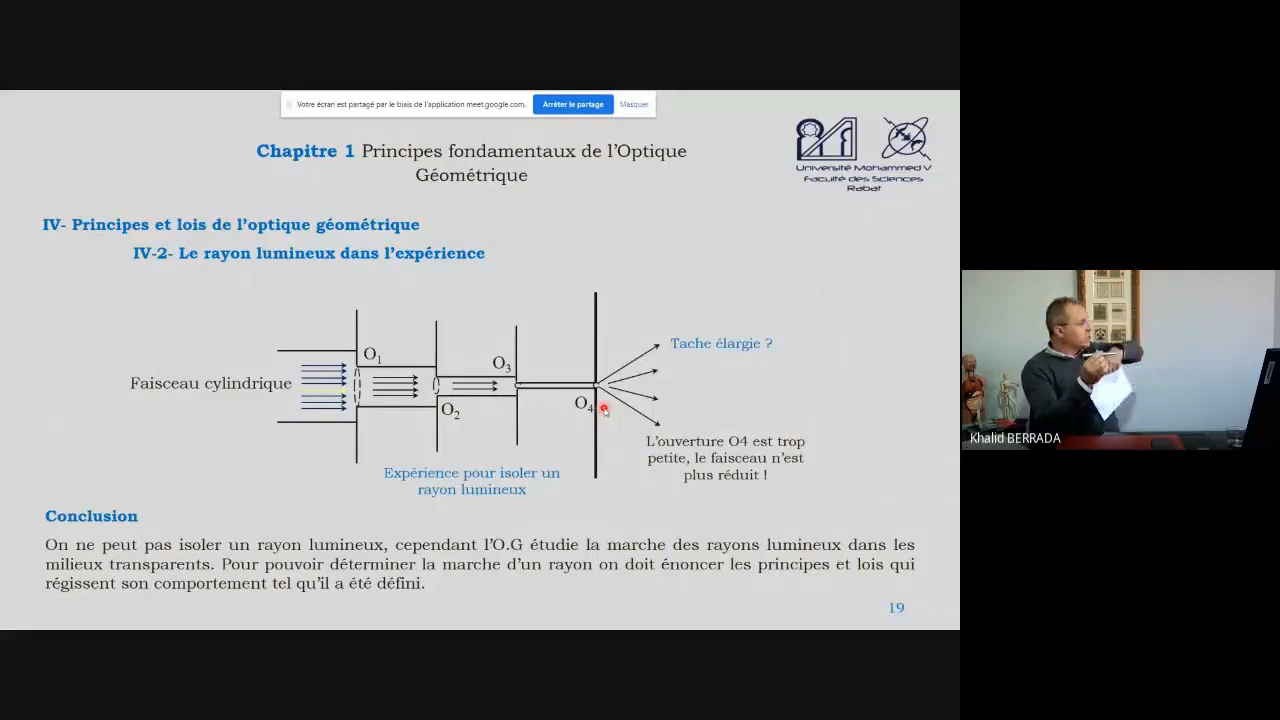 Votre écran est partagé par le biais de l'application meet.google.com. Arrêter le partage Masquer
Chapitre 1 Principes fondamentaux de l'Optique
Géométrique
Université Mohammed V
Faculté des Sciences
Rabat
IV- Principes et lois de l'optique géométrique
IV-2- Le rayon lumineux dans l'expérience
Faisceau cylindrique
O1
O2
O3
O4
Tache élargie ?
L'ouverture O4 est trop
petite, le faisceau n'est
plus réduit !
Expérience pour isoler un
rayon lumineux
Khalid BERRADA
Conclusion
On ne peut pas isoler un rayon lumineux, cependant l'O.G étudie la marche des rayons lumineux dans les
milieux transparents. Pour pouvoir déterminer la marche d'un rayon on doit énoncer les principes et lois qui
régissent son comportement tel qu'il a été défini.
19